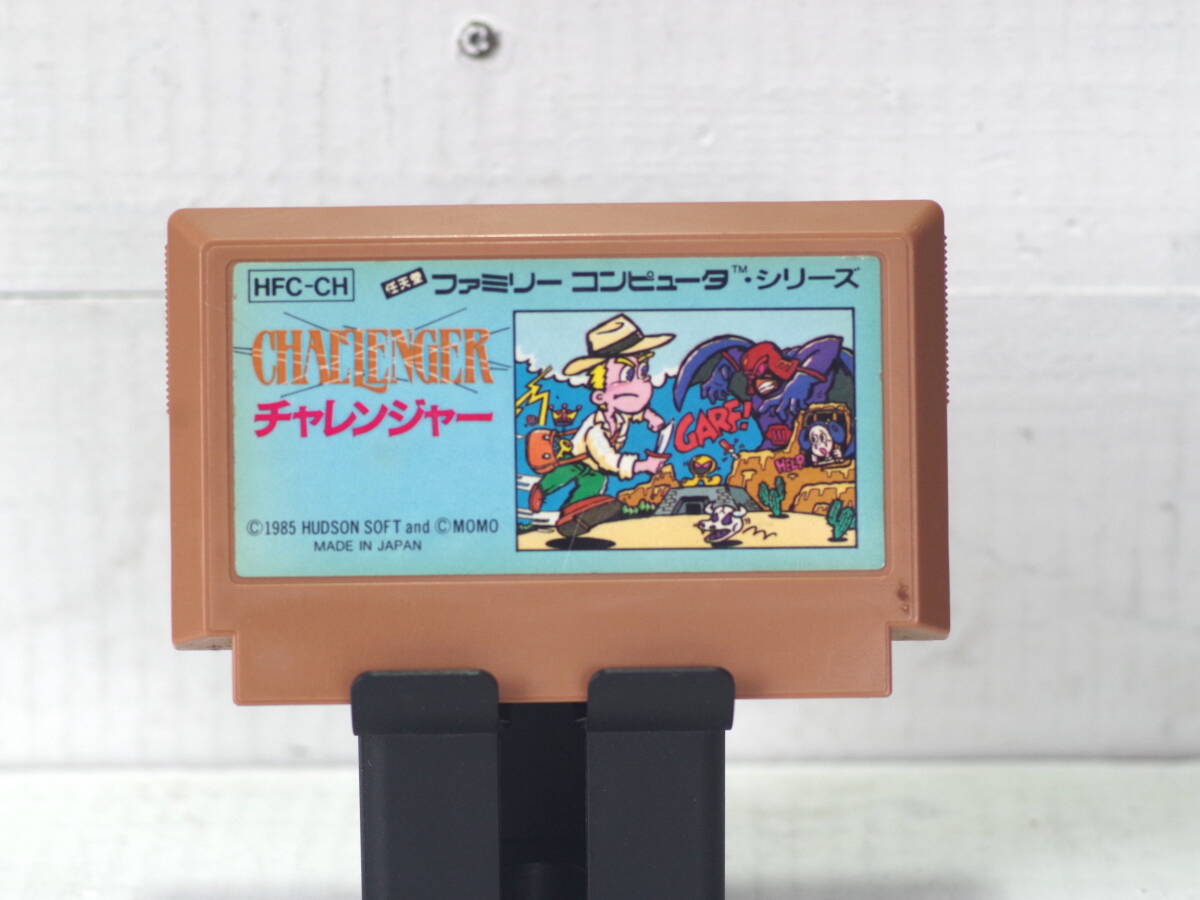 HFC-CH
任天堂 ファミリー コンピュータ™・シリーズ
CHALLENGER
チャレンジャー
GARF!
HELP
©1985 HUDSON SOFT and ©MOMO
MADE IN JAPAN